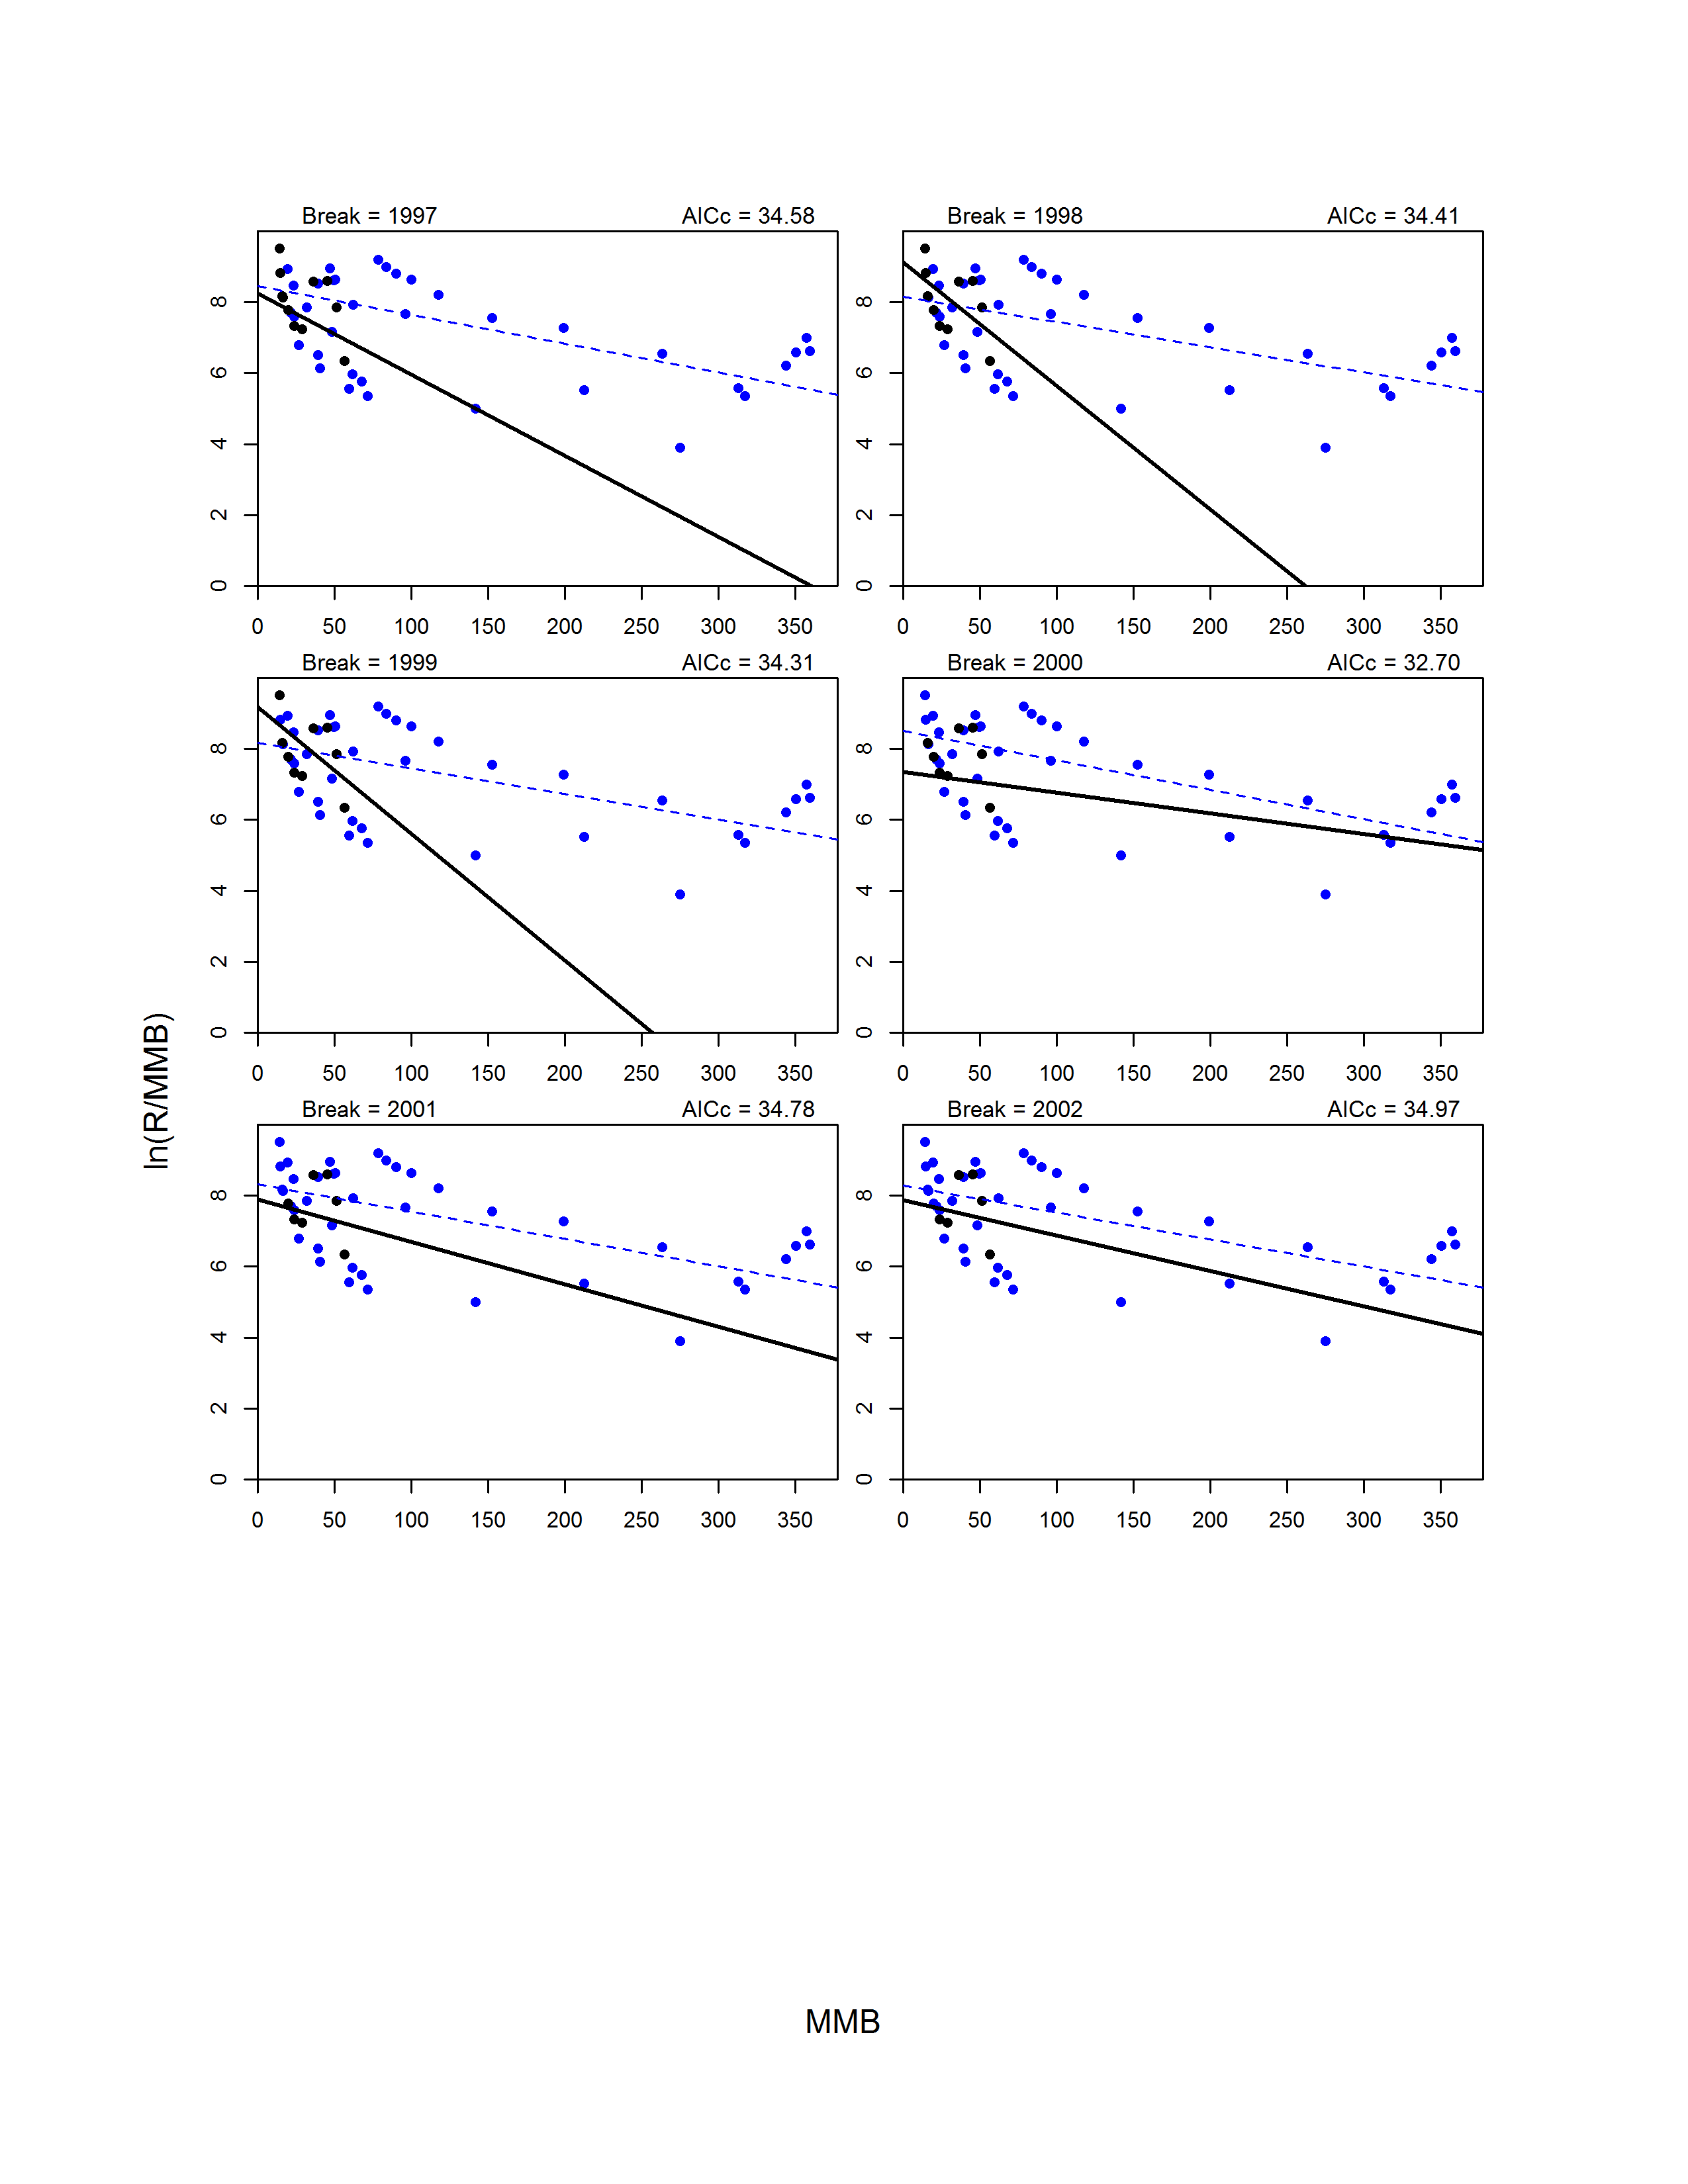 Break = 1997 AICc = 34.58
Break = 1998 AICc = 34.41
8
6
4
2
0
8
6
4
2
0
0 50 100 150 200 250 300 350
0 50 100 150 200 250 300 350
Break = 1999 AICc = 34.31
Break = 2000 AICc = 32.70
8
6
4
2
0
8
6
4
2
0
0 50 100 150 200 250 300 350
0 50 100 150 200 250 300 350
ln(R/MMB)
Break = 2001 AICc = 34.78
Break = 2002 AICc = 34.97
8
6
4
2
0
8
6
4
2
0
0 50 100 150 200 250 300 350
0 50 100 150 200 250 300 350
MMB